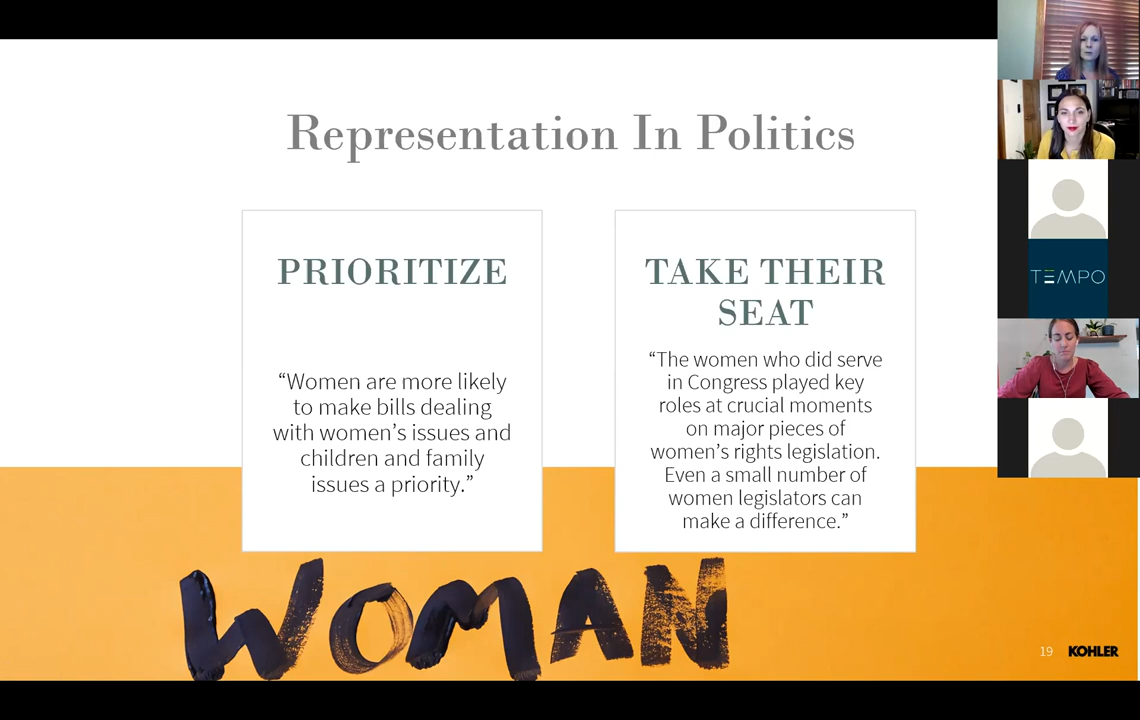 Representation In Politics
PRIORITIZE
“Women are more likely
to make bills dealing
with women’s issues and
children and family
issues a priority.”
TAKE THEIR
SEAT
“The women who did serve
in Congress played key
roles at crucial moments
on major pieces of
women’s rights legislation.
Even a small number of
women legislators can
make a difference.”
WOMAN
19 KOHLER
TEMPO